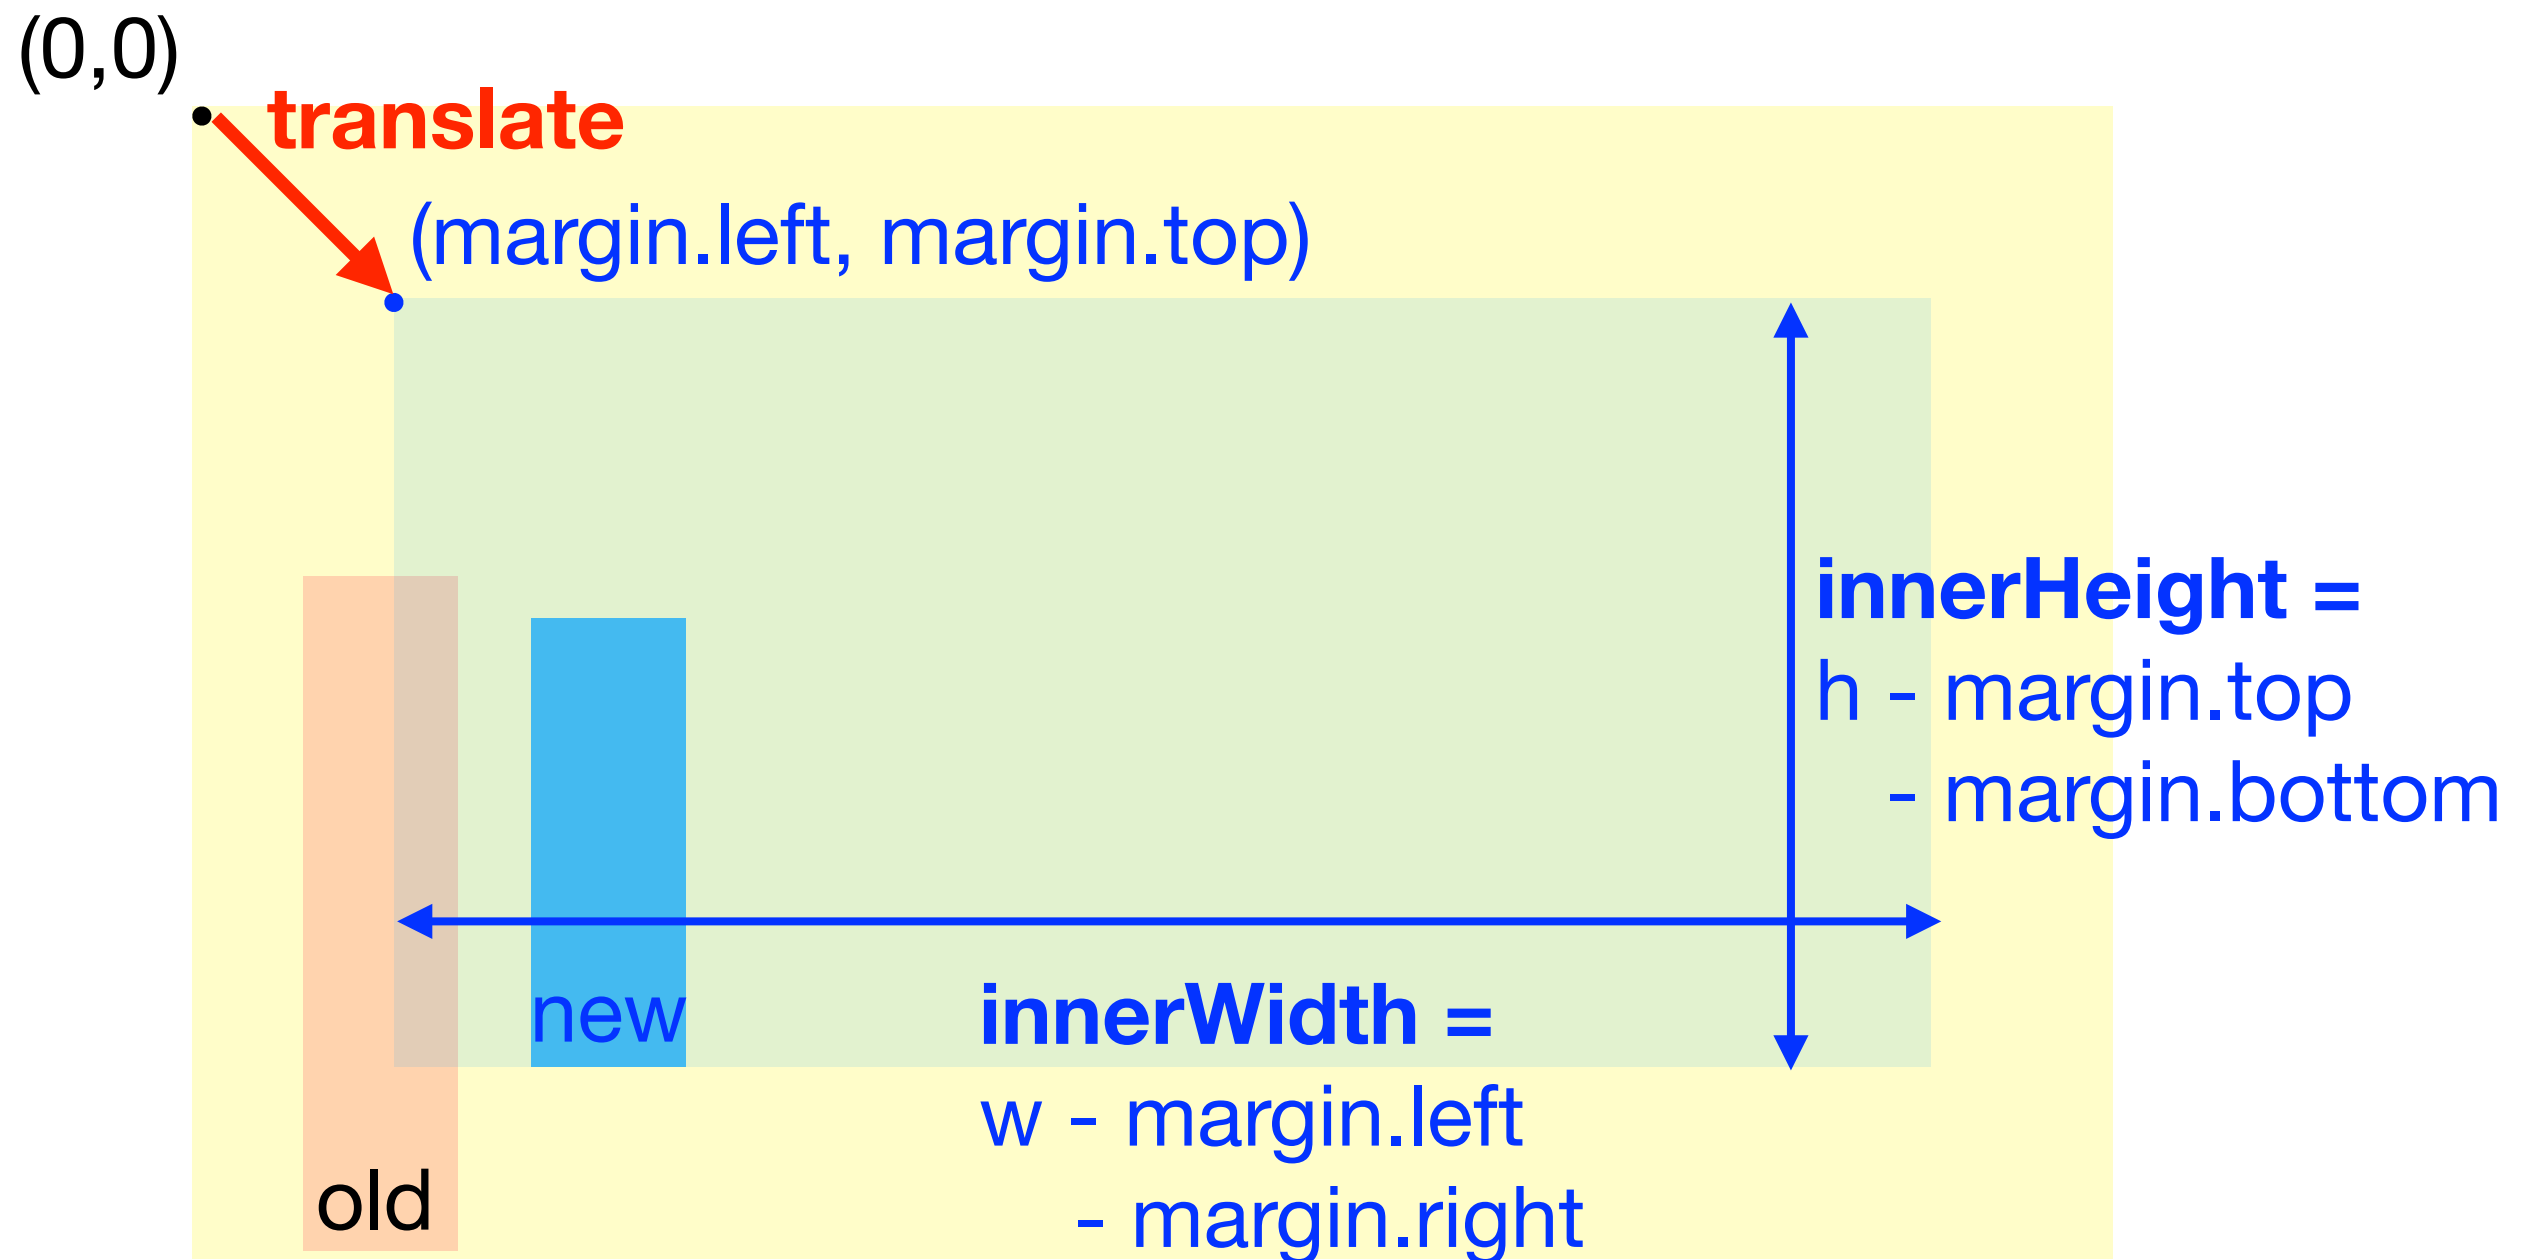 (0,0)
translate
(margin.left, margin.top)
innerHeight =
h - margin.top
- margin.bottom
new
innerWidth =
w - margin.left
- margin.right
old